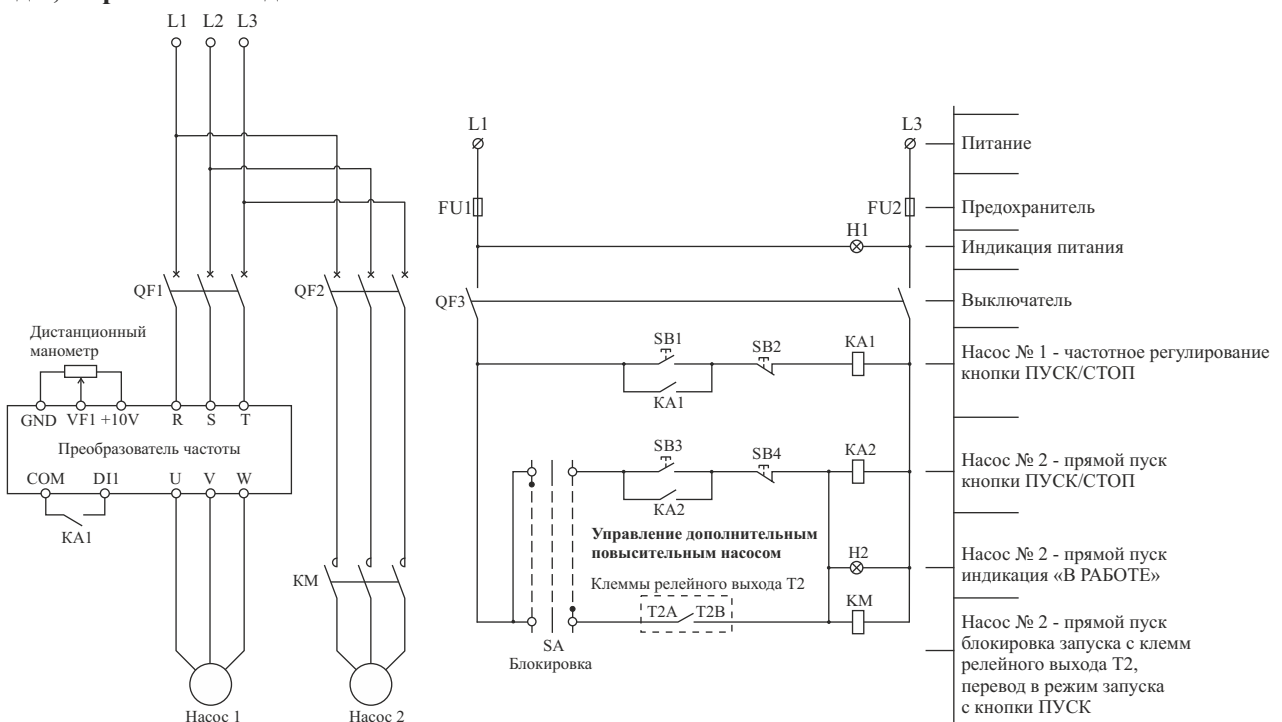 L1 L2 L3
QF1
QF2
Дистанционный
манометр
GND VF1 +10V R S T
Преобразователь частоты
COM DI1 U V W
KA1
KM
Насос 1
Насос 2
L1
L3
FU1
FU2
H1
QF3
SB1
SB2
KA1
KA1
SB3
SB4
KA2
KA2
Управление дополнительным
повысительным насосом
H2
Клеммы релейного выхода T2
T2A T2B
KM
SA
Блокировка
Питание
Предохранитель
Индикация питания
Выключатель
Насос № 1 - частотное регулирование
кнопки ПУСК/СТОП
Насос № 2 - прямой пуск
кнопки ПУСК/СТОП
Насос № 2 - прямой пуск
индикация «В РАБОТЕ»
Насос № 2 - прямой пуск
блокировка запуска с клемм
релейного выхода T2,
перевод в режим запуска
с кнопки ПУСК